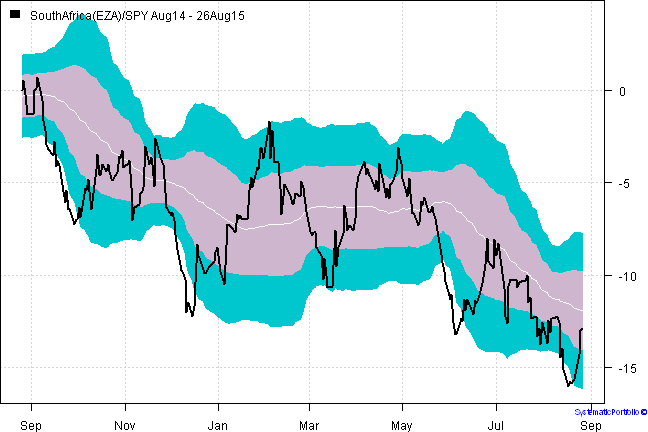 SouthAfrica(EZA)/SPY Aug14 - 26Aug15
0
-5
-10
-15
SystematicPortfolio ©
Sep Nov Jan Mar May Jul Sep